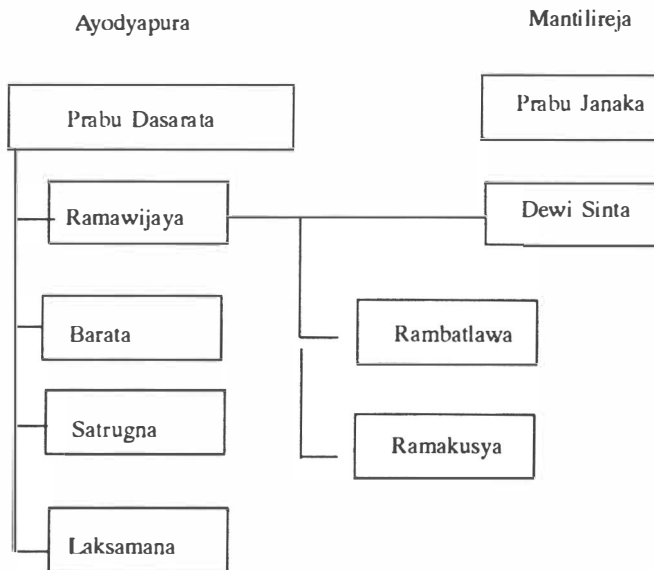 Ayodyapura
Mantilireja
Prabu Dasarata
Prabu Janaka
Ramawijaya
Dewi Sinta
Barata
Rambatlawa
Satrugna
Ramakusya
Laksamana